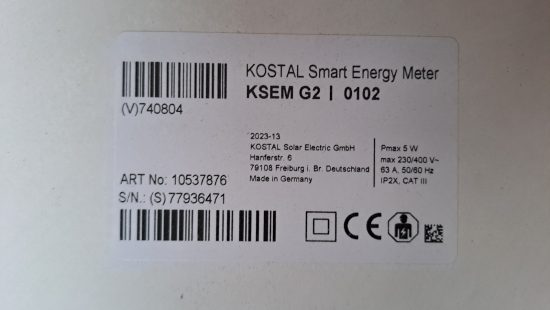 KOSTAL Smart Energy Meter
KSEM G2 | 0102
(V)740804
2023-13
KOSTAL Solar Electric GmbH
Hanferstr. 6
79108 Freiburg i. Br. Deutschland
Made in Germany
Pmax 5 W
max 230/400 V~
63 A, 50/60 Hz
IP2X, CAT III
ART No: 10537876
S/N.: (S)77936471
CE